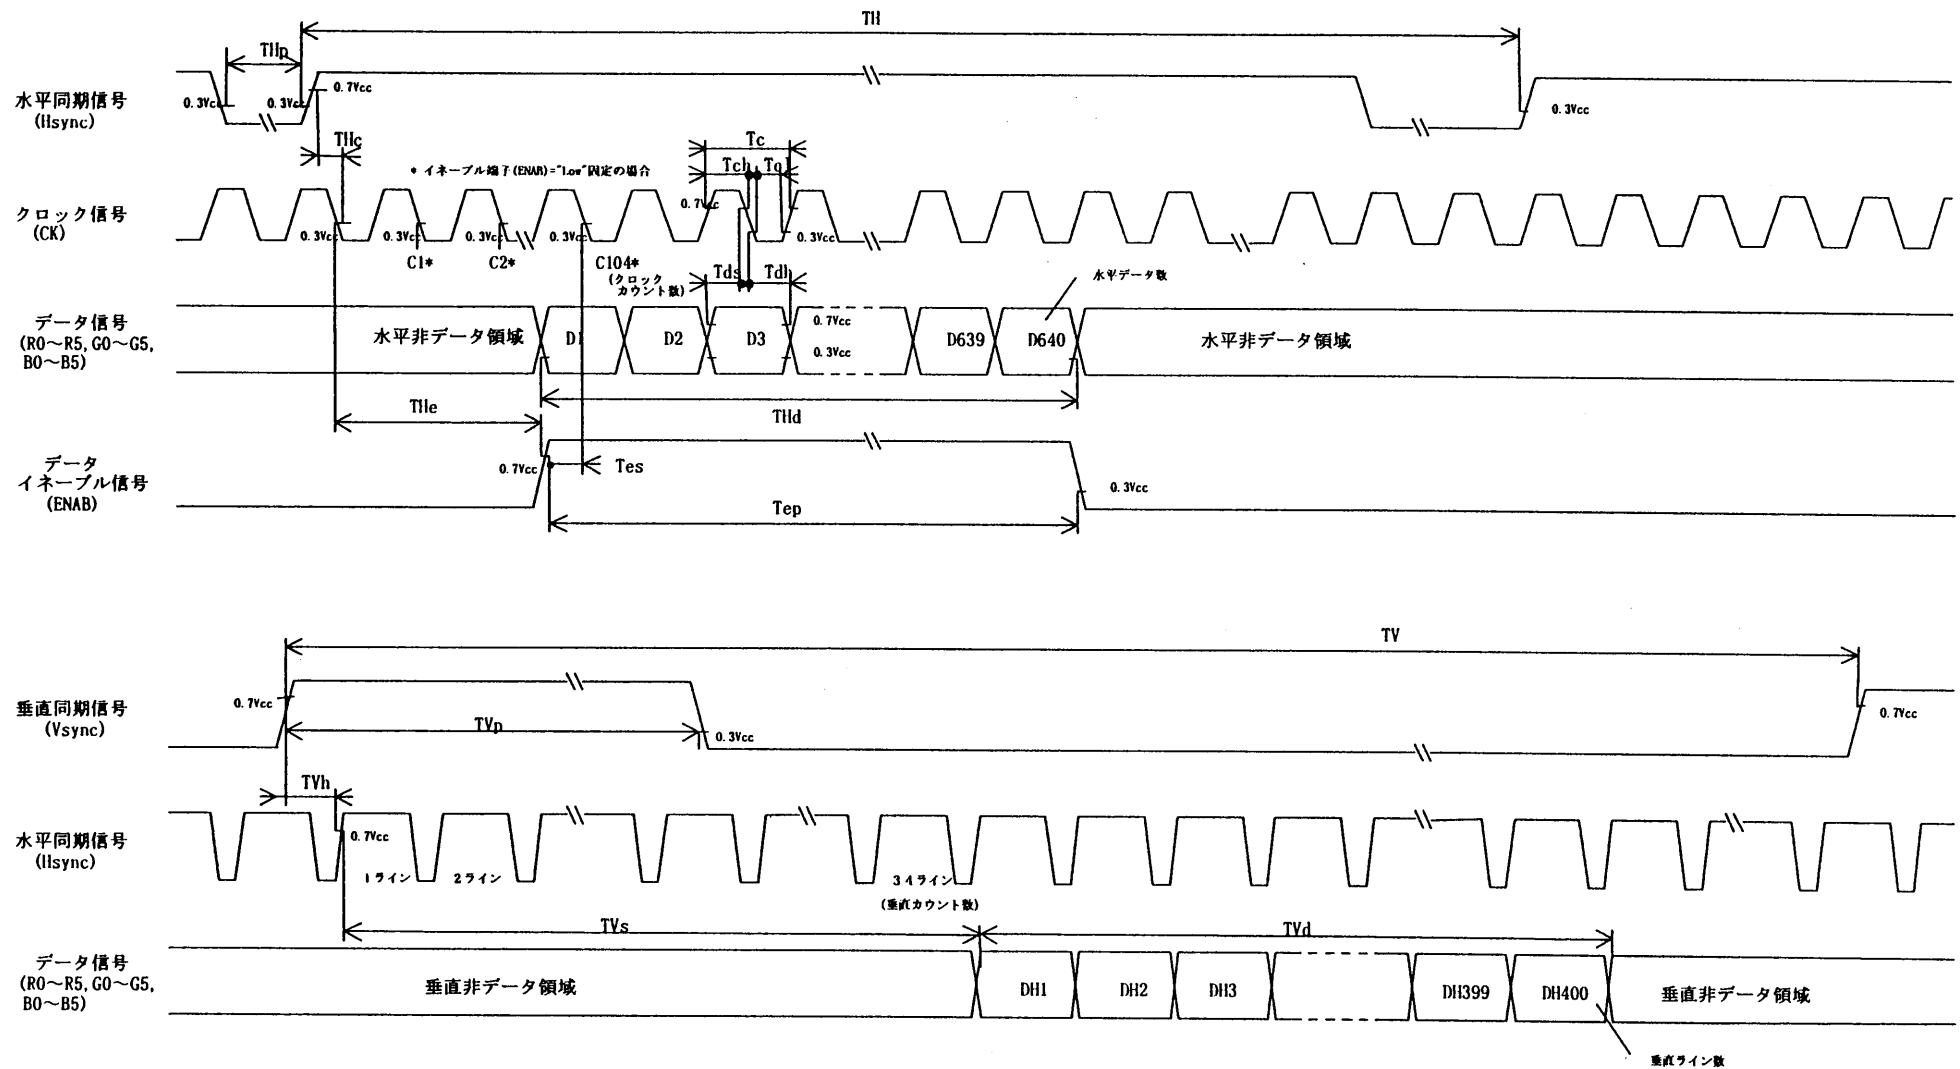 TH
THp
水平同期信号
(Hsync)
0.3Vcc
0.3Vcc
0.7Vcc
0.3Vcc
THc
* イネーブル端子(ENAB)="Low"固定の場合
Tc
Tch
Tcl
クロック信号
(CK)
0.3Vcc
0.3Vcc
0.3Vcc
0.3Vcc
0.7Vcc
0.3Vcc
C1*
C2*
C104*
(クロック
カウント数)
Tds
Tdh
水平データ数
データ信号
(R0～R5,G0～G5,
B0～B5)
水平非データ領域
D1
D2
D3
0.7Vcc
0.3Vcc
D639
D640
水平非データ領域
THe
THd
データ
イネーブル信号
(ENAB)
0.7Vcc
Tes
0.3Vcc
Tep
TV
垂直同期信号
(Vsync)
0.7Vcc
TVp
0.3Vcc
0.7Vcc
TVh
水平同期信号
(Hsync)
0.7Vcc
1ライン
2ライン
34ライン
(垂直カウント数)
TVs
TVd
データ信号
(R0～R5,G0～G5,
B0～B5)
垂直非データ領域
DH1
DH2
DH3
DH399
DH400
垂直非データ領域
垂直ライン数